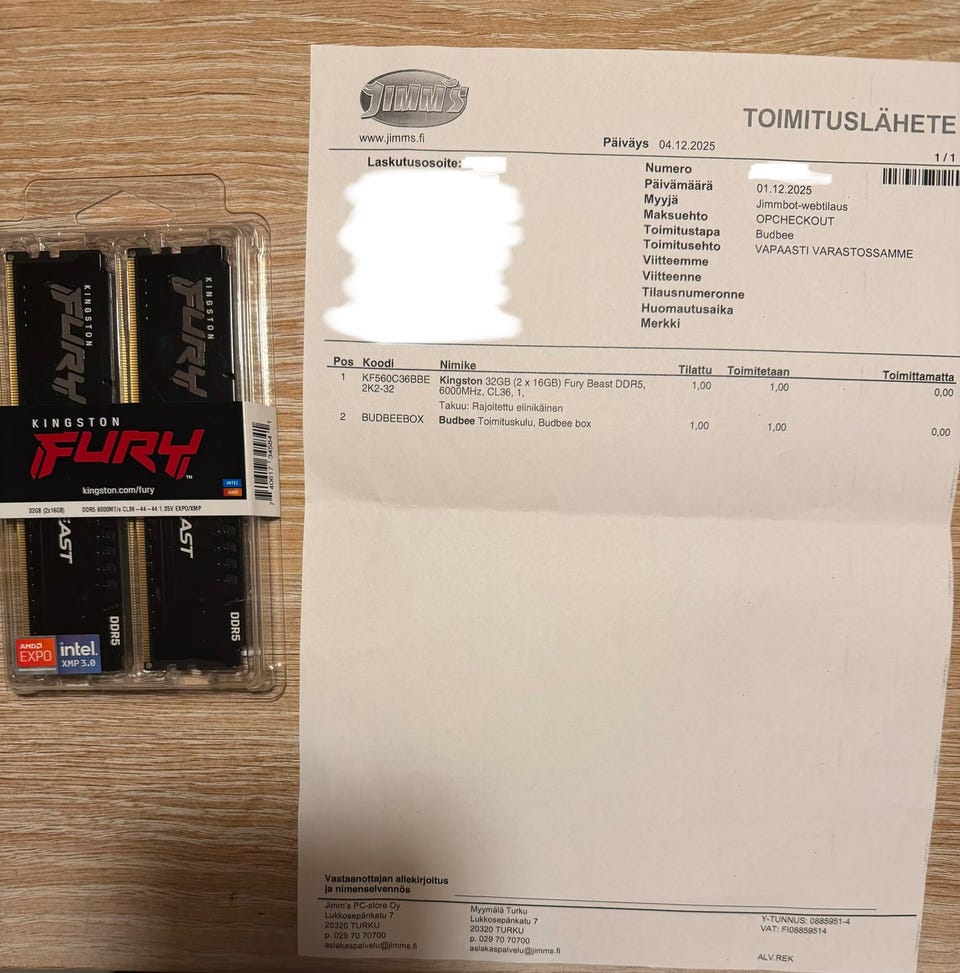 KINGSTON
FURY
KINGSTON
FURY
KINGSTON
FURY™
kingston.com/fury
INTEL
AMD
32GB (2x16GB) DDR5 6000MT/s CL36-44-44 1.35V EXPO/XMP
AST
AST
DDR5
DDR5
AMD
EXPO
intel.
XMP 3.0
JIMM'S
www.jimms.fi
TOIMITUSLÄHETE
Päiväys 04.12.2025
1 / 1
Laskutusosoite:
Numero
Päivämäärä 01.12.2025
Myyjä Jimmbot-webtilaus
Maksuehto OPCHECKOUT
Toimitustapa Budbee
Toimitusehto VAPAASTI VARASTOSSAMME
Viitteemme
Viitteenne
Tilausnumeronne
Huomautusaika
Merkki
Pos Koodi Nimike Tilattu Toimitetaan Toimittamatta
1 KF560C36BBE Kingston 32GB (2 x 16GB) Fury Beast DDR5, 1,00 1,00 0,00
2K2-32 6000MHz, CL36, 1,
Takuu: Rajoitettu elinikäinen
2 BUDBEEBOX Budbee Toimituskulu, Budbee box 1,00 1,00 0,00
Vastaanottajan allekirjoitus
ja nimenselvennös
Jimm's PC-store Oy
Lukkosepänkatu 7
20320 TURKU
p. 029 70 70700
asiakaspalvelu@jimms.fi
Myymälä Turku
Lukkosepänkatu 7
20320 TURKU
p. 029 70 70700
asiakaspalvelu@jimms.fi
Y-TUNNUS: 0885951-4
VAT: FI08859514
ALV.REK